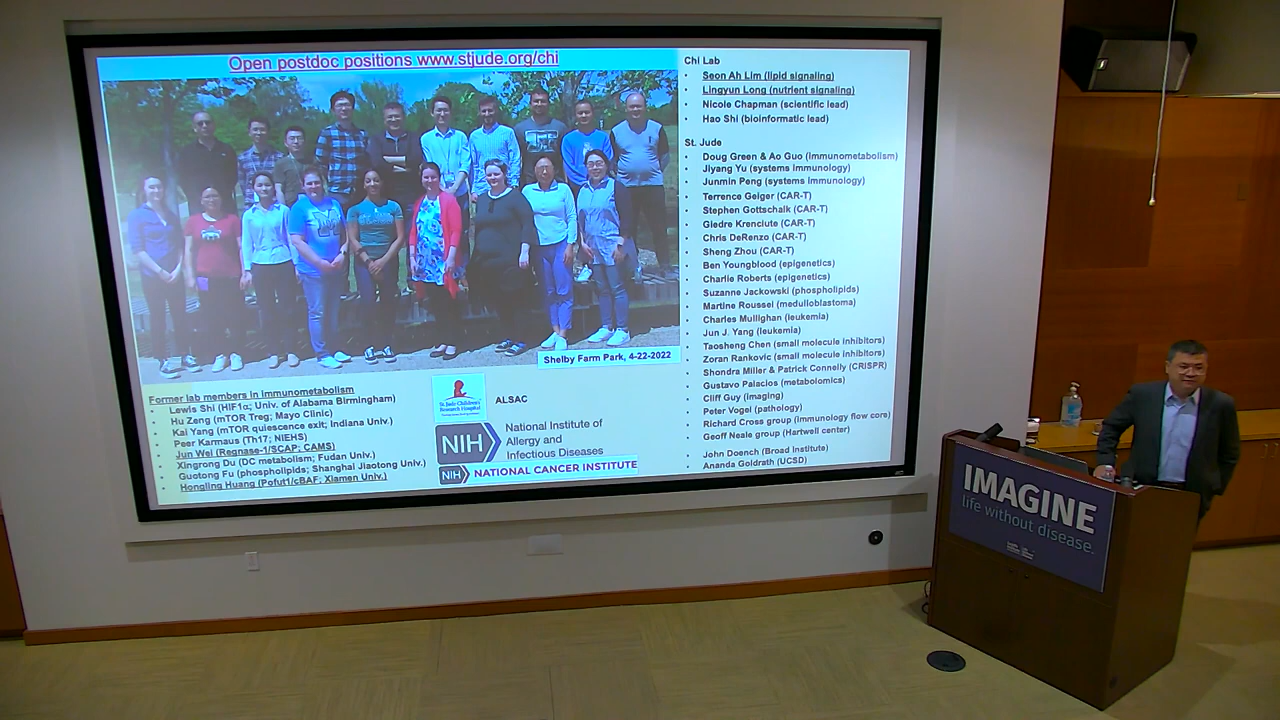 Open postdoc positions www.stjude.org/chi
Shelby Farm Park, 4-22-2022
Former lab members in immunometabolism
• Lewis Shi (HIF1α; Univ. of Alabama Birmingham)
• Hu Zeng (mTOR Treg; Mayo Clinic)
• Kai Yang (mTOR quiescence exit; Indiana Univ.)
• Peer Karmaus (Th17; NIEHS)
• Jun Wei (Regnase-1/SCAP; CAMS)
• Xingrong Du (DC metabolism; Fudan Univ.)
• Guotong Fu (phospholipids; Shanghai Jiaotong Univ.)
• Hongling Huang (Pofut1/cBAF; Xiamen Univ.)
St. Jude Children's
Research Hospital
ALSAC
NIH
National Institute of
Allergy and
Infectious Diseases
NIH NATIONAL CANCER INSTITUTE
Chi Lab
• Seon Ah Lim (lipid signaling)
• Lingyun Long (nutrient signaling)
• Nicole Chapman (scientific lead)
• Hao Shi (bioinformatic lead)
St. Jude
• Doug Green & Ao Guo (immunometabolism)
• Jiyang Yu (systems immunology)
• Junmin Peng (systems immunology)
• Terrence Geiger (CAR-T)
• Stephen Gottschalk (CAR-T)
• Giedre Krenciute (CAR-T)
• Chris DeRenzo (CAR-T)
• Sheng Zhou (CAR-T)
• Ben Youngblood (epigenetics)
• Charlie Roberts (epigenetics)
• Suzanne Jackowski (phospholipids)
• Martine Roussel (medulloblastoma)
• Charles Mullighan (leukemia)
• Jun J. Yang (leukemia)
• Taosheng Chen (small molecule inhibitors)
• Zoran Rankovic (small molecule inhibitors)
• Shondra Miller & Patrick Connelly (CRISPR)
• Gustavo Palacios (metabolomics)
• Cliff Guy (imaging)
• Peter Vogel (pathology)
• Richard Cross group (immunology flow core)
• Geoff Neale group (Hartwell center)
• John Doench (Broad Institute)
• Ananda Goldrath (UCSD)
IMAGINE
life without disease.